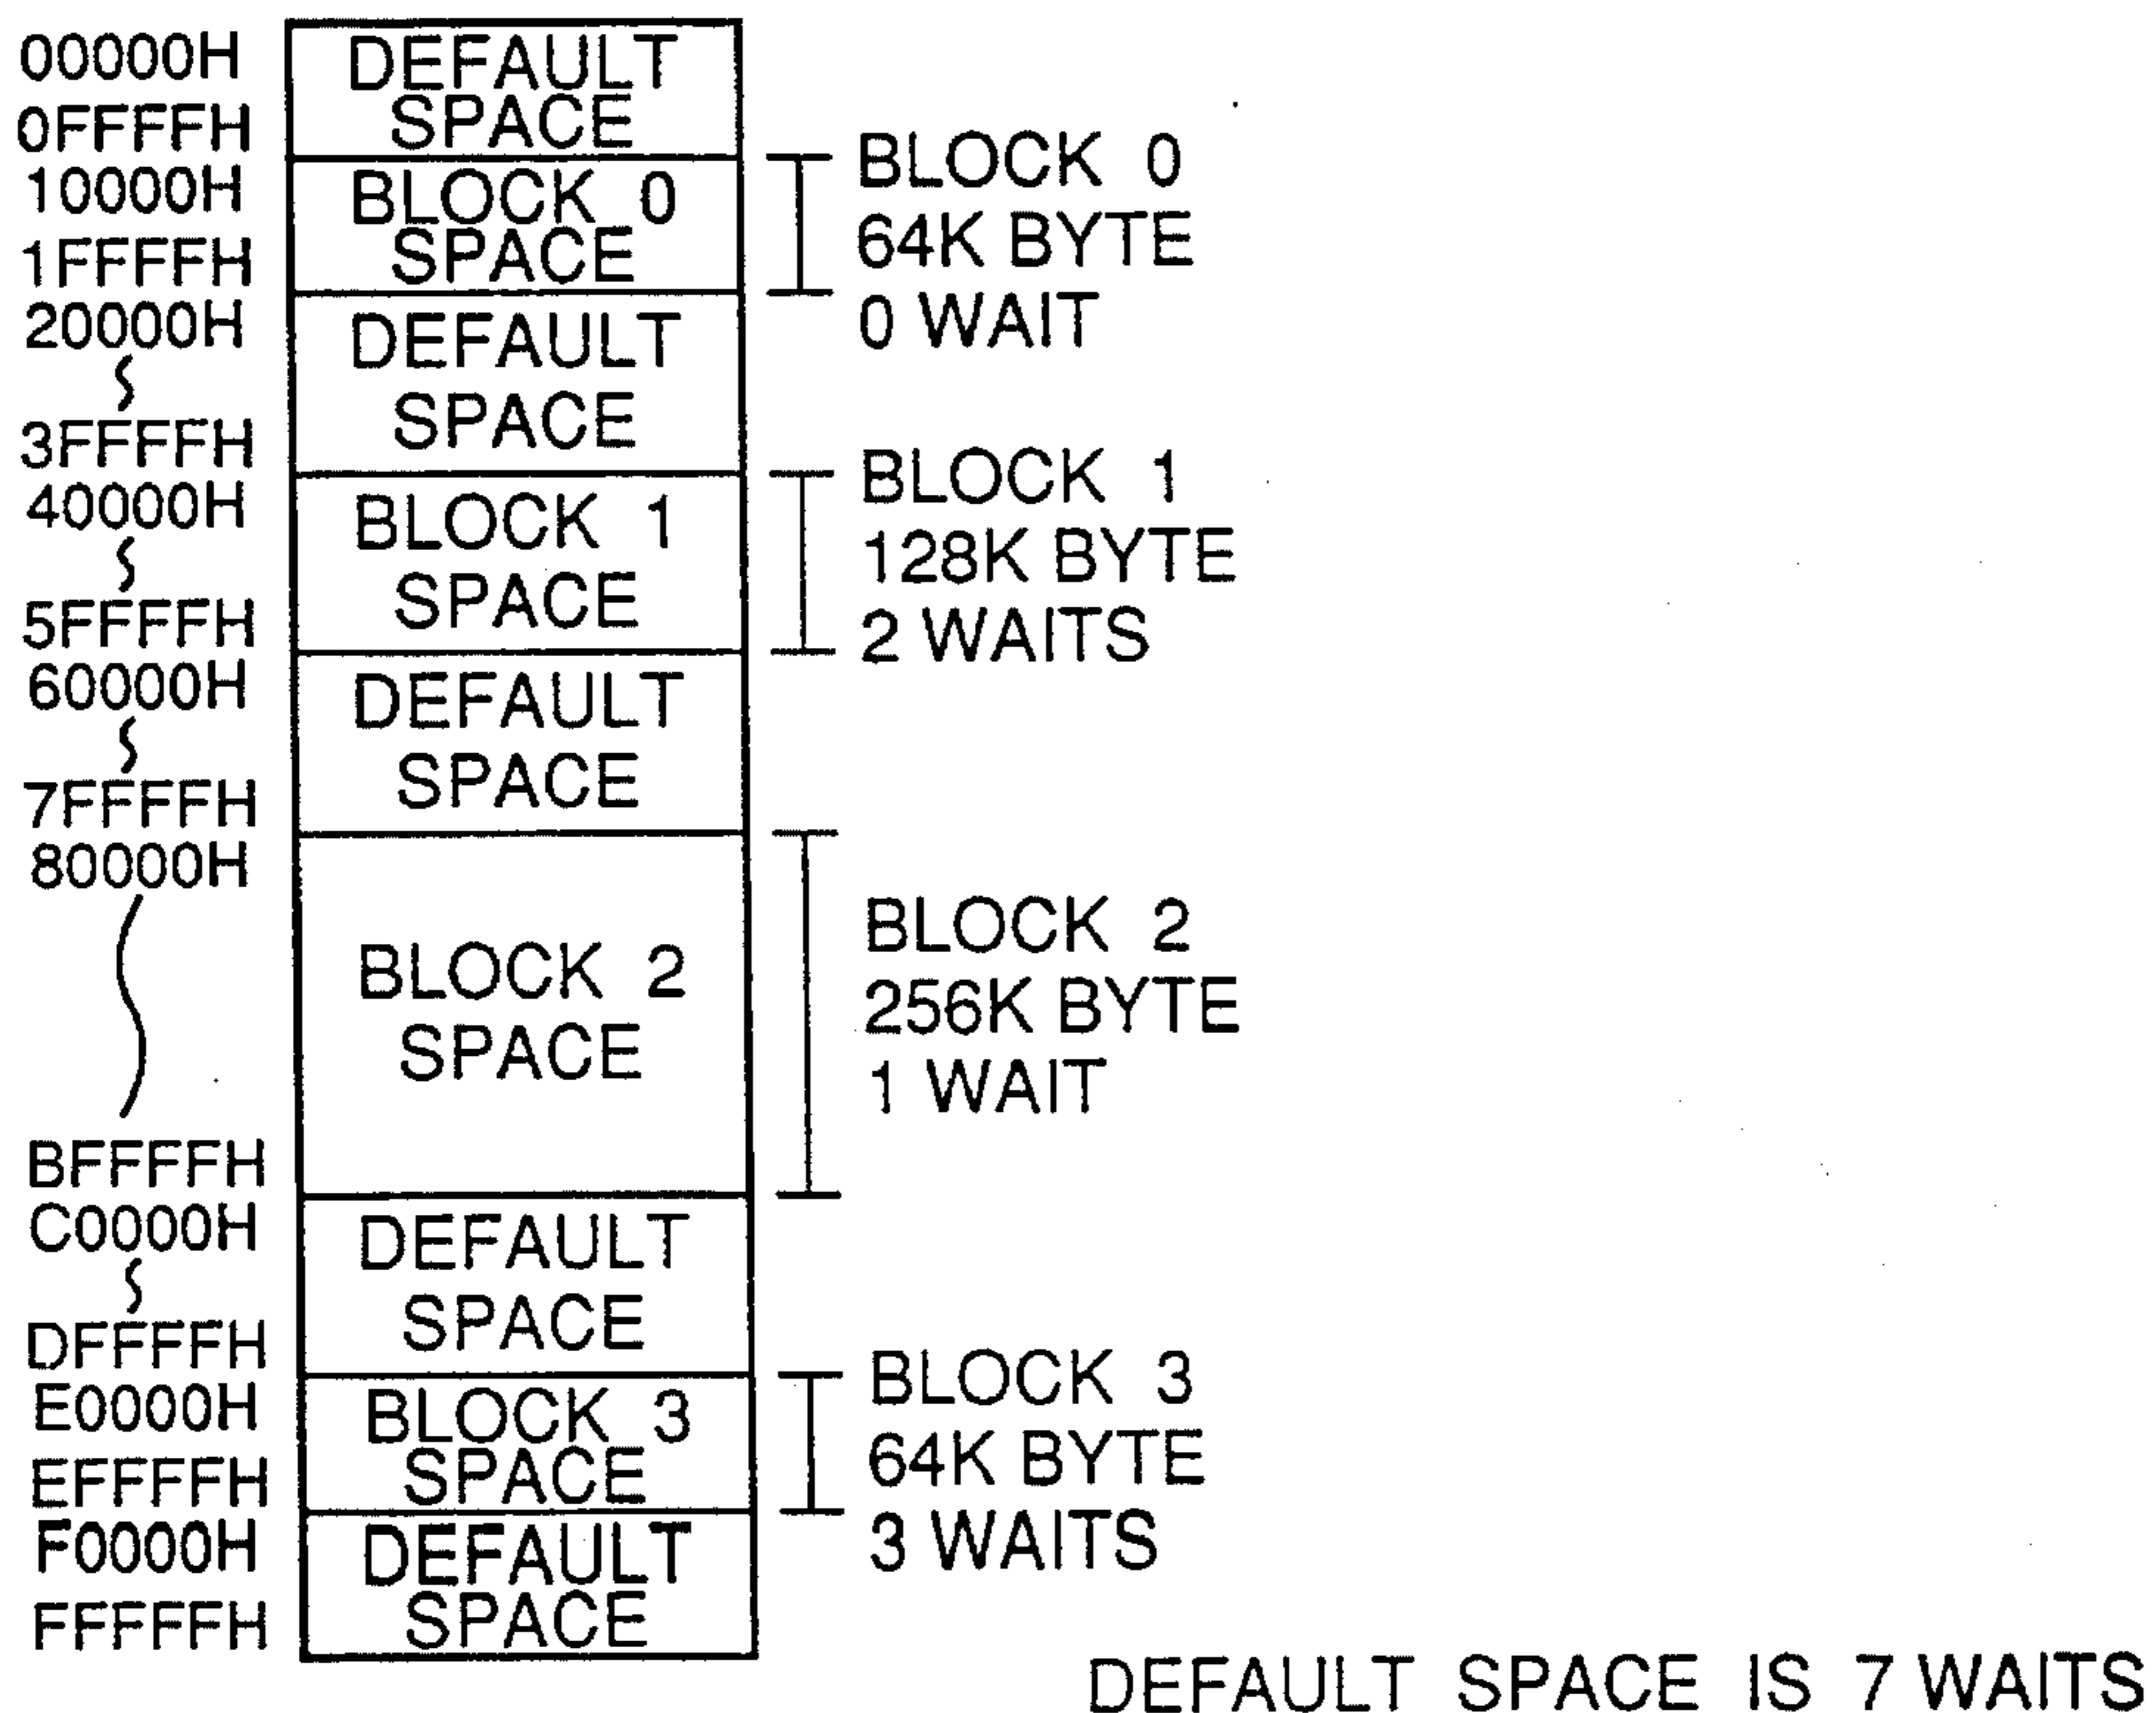 00000H
0FFFFH
10000H
1FFFFH
20000H
3FFFFH
40000H
5FFFFH
60000H
7FFFFH
80000H
BFFFFH
C0000H
DFFFFH
E0000H
EFFFFH
F0000H
FFFFFH
DEFAULT
SPACE
BLOCK 0
SPACE
DEFAULT
SPACE
BLOCK 1
SPACE
DEFAULT
SPACE
BLOCK 2
SPACE
DEFAULT
SPACE
BLOCK 3
SPACE
DEFAULT
SPACE
BLOCK 0
64K BYTE
0 WAIT
BLOCK 1
128K BYTE
2 WAITS
BLOCK 2
256K BYTE
1 WAIT
BLOCK 3
64K BYTE
3 WAITS
DEFAULT SPACE IS 7 WAITS